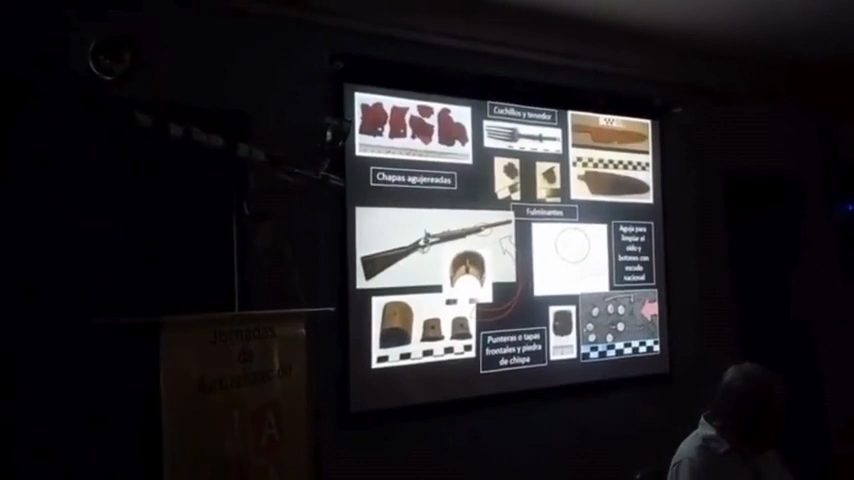 Cuchillos y tenedor
Chapas agujereadas
Fulminantes
Aguja para
limpiar el
oído y
botones con
escudo
nacional
Punteras o tapas
frontales y piedra
de chispa
Jornadas
de
Actualización